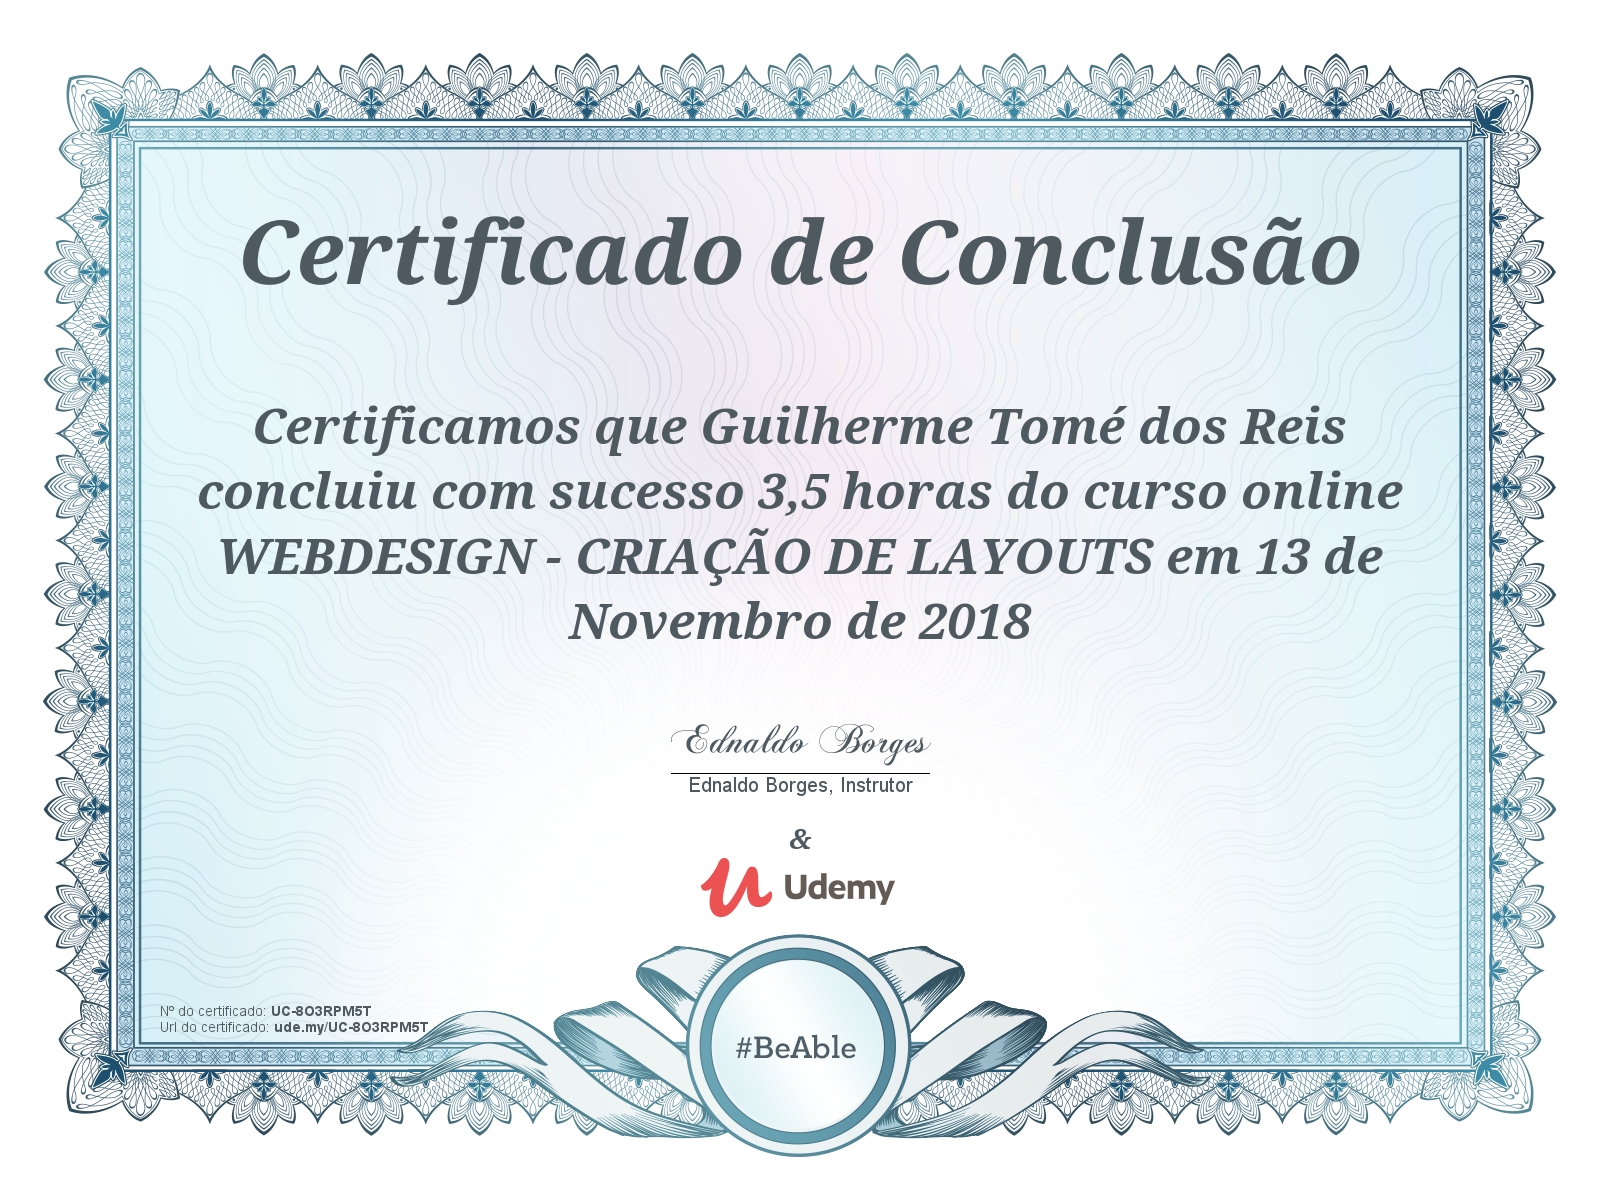 Certificado de Conclusão
Certificamos que Guilherme Tomé dos Reis
concluiu com sucesso 3,5 horas do curso online
WEBDESIGN - CRIAÇÃO DE LAYOUTS em 13 de
Novembro de 2018
Ednaldo Borges
Ednaldo Borges, Instrutor
&
Udemy
#BeAble
Nº do certificado: UC-8O3RPM5T
Url do certificado: ude.my/UC-8O3RPM5T